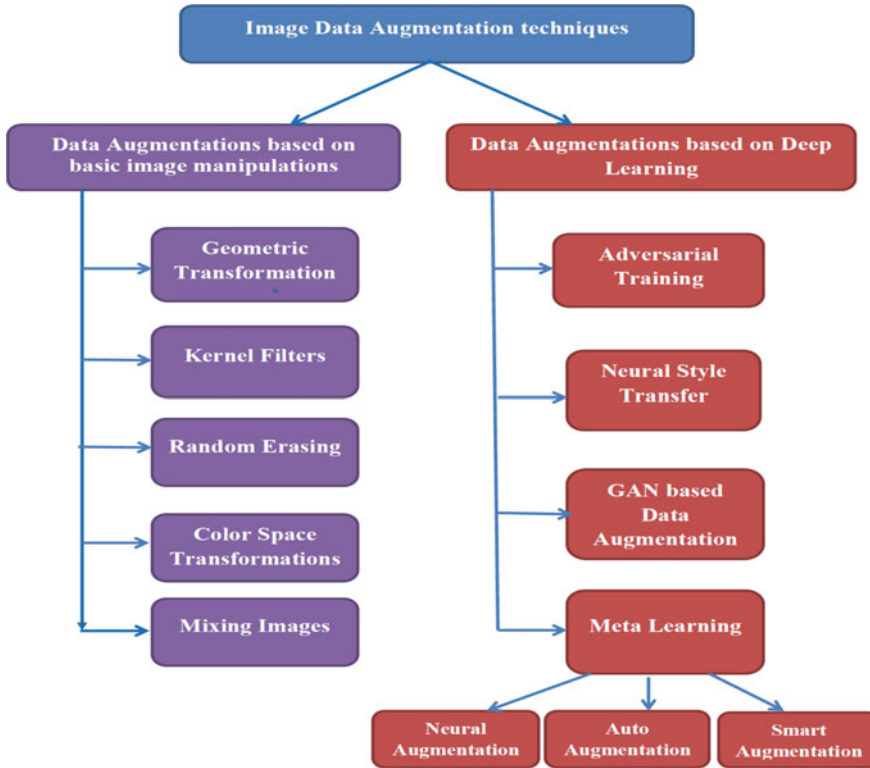 Image Data Augmentation techniques
Data Augmentations based on
basic image manipulations
Geometric
Transformation
Kernel Filters
Random Erasing
Color Space
Transformations
Mixing Images
Data Augmentations based on Deep
Learning
Adversarial
Training
Neural Style
Transfer
GAN based
Data
Augmentation
Meta Learning
Neural
Augmentation
Auto
Augmentation
Smart
Augmentation